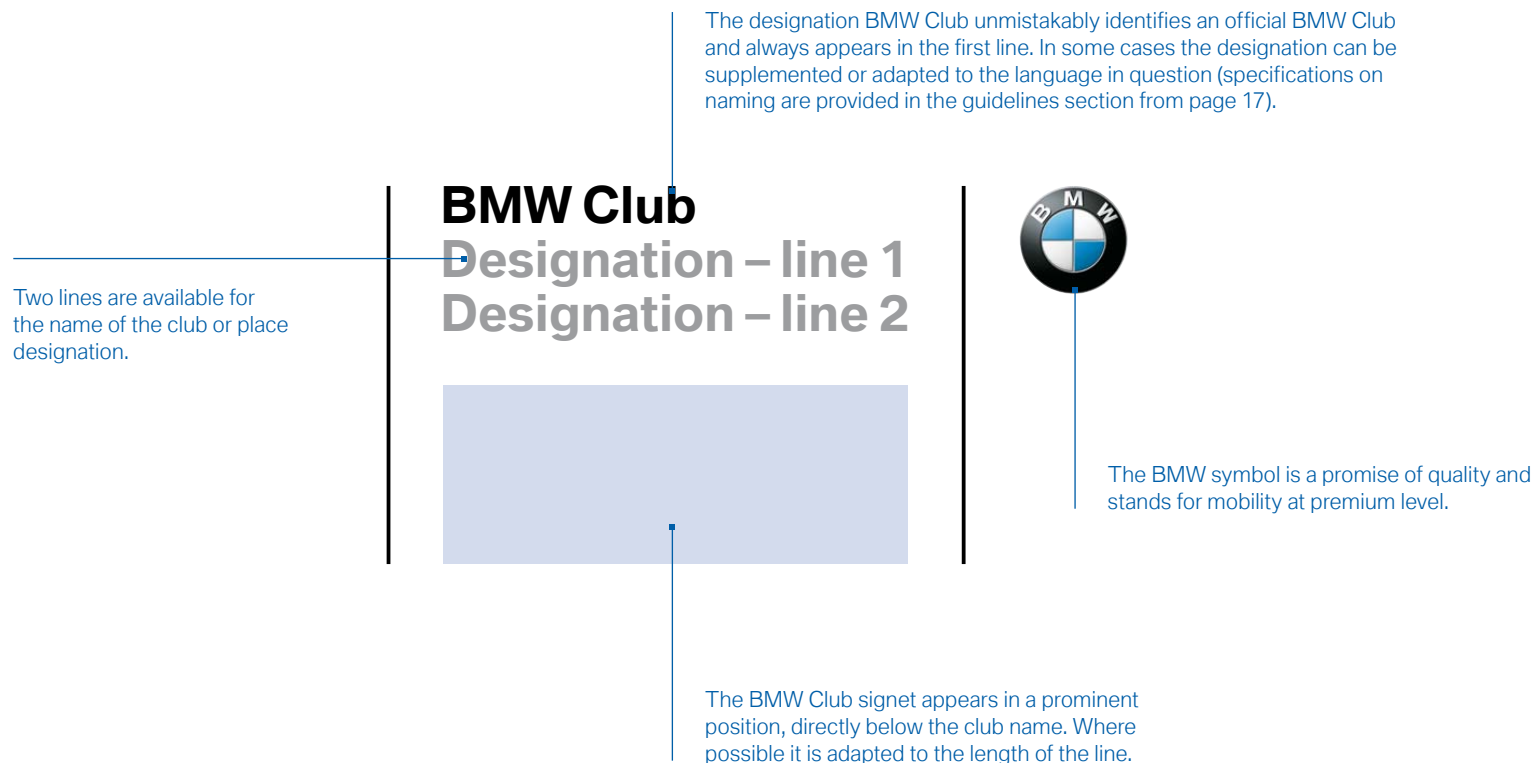 The designation BMW Club unmistakably identifies an official BMW Club
and always appears in the first line. In some cases the designation can be
supplemented or adapted to the language in question (specifications on
naming are provided in the guidelines section from page 17).
BMW Club
Designation – line 1
Designation – line 2
BMW
Two lines are available for
the name of the club or place
designation.
The BMW symbol is a promise of quality and
stands for mobility at premium level.
The BMW Club signet appears in a prominent
position, directly below the club name. Where
possible it is adapted to the length of the line.